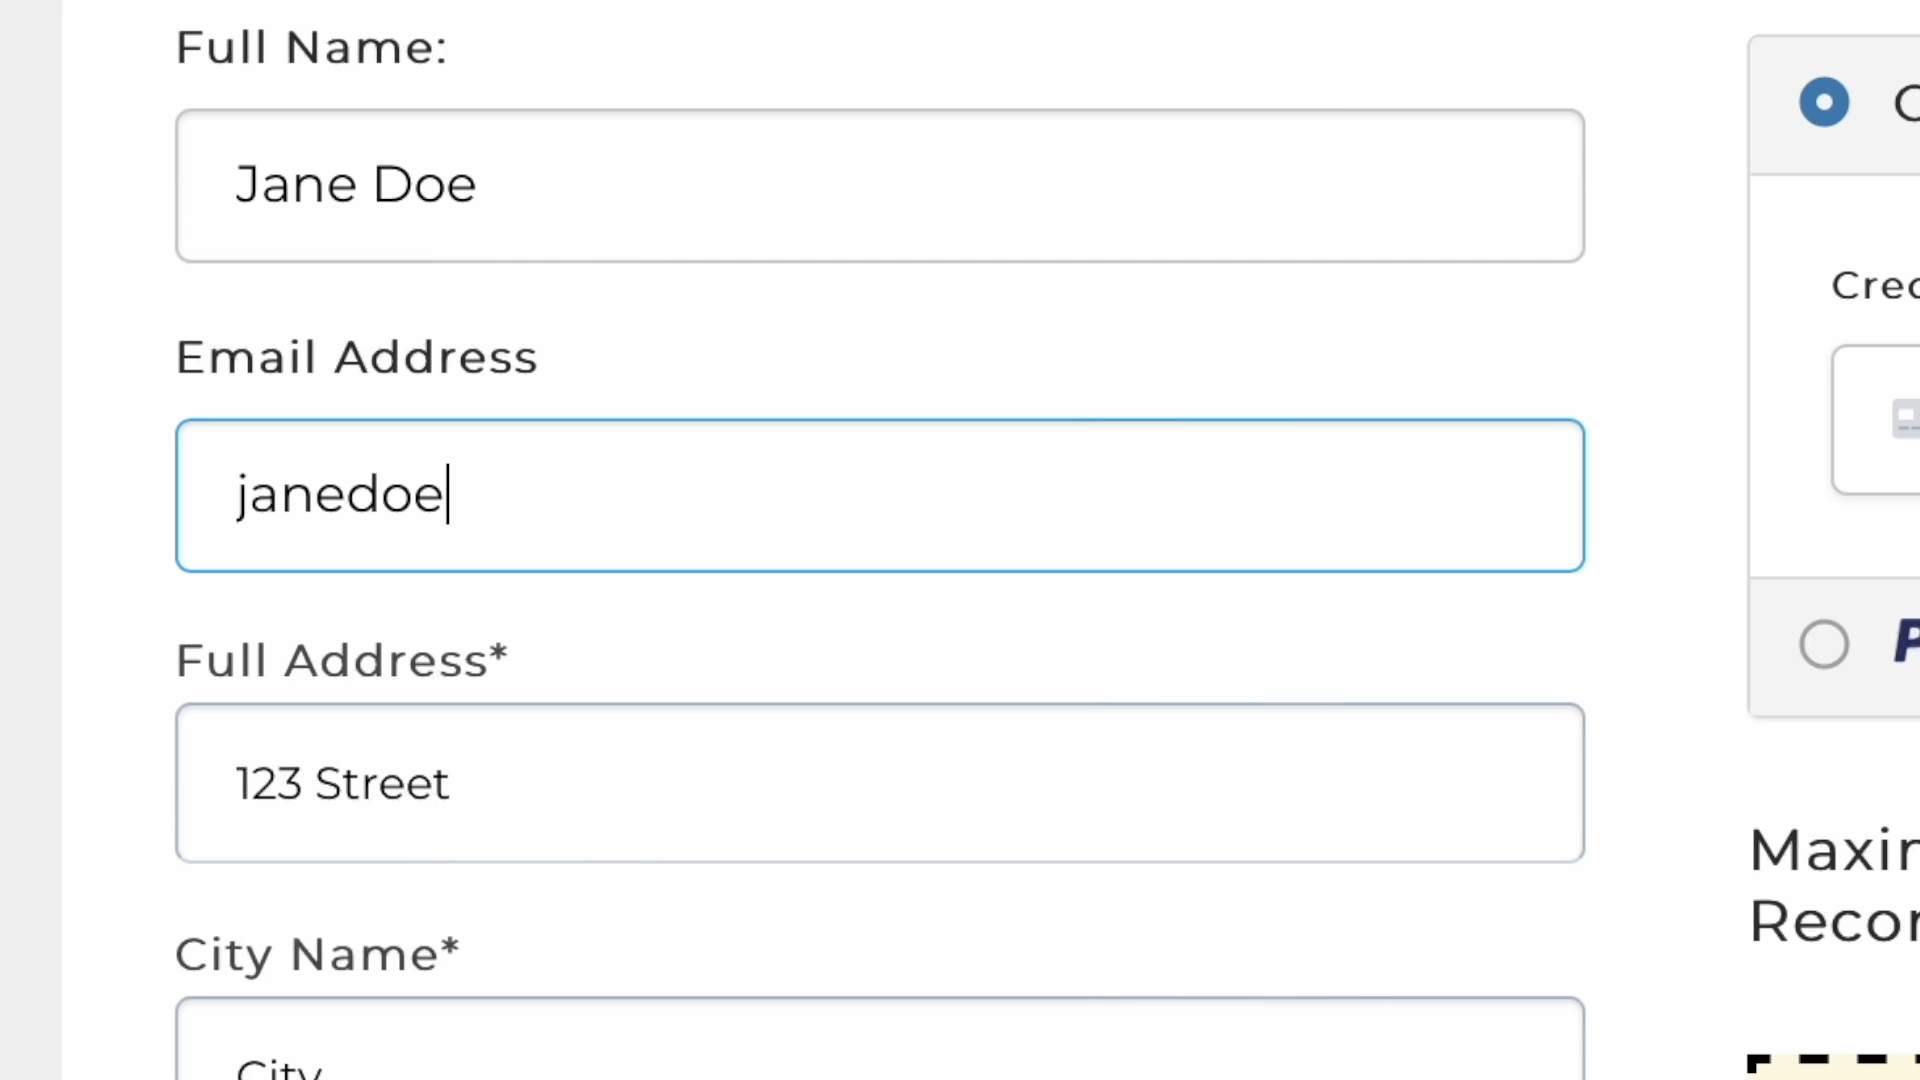 Full Name:
Jane Doe
Email Address
janedoe
Full Address*
123 Street
City Name*
City